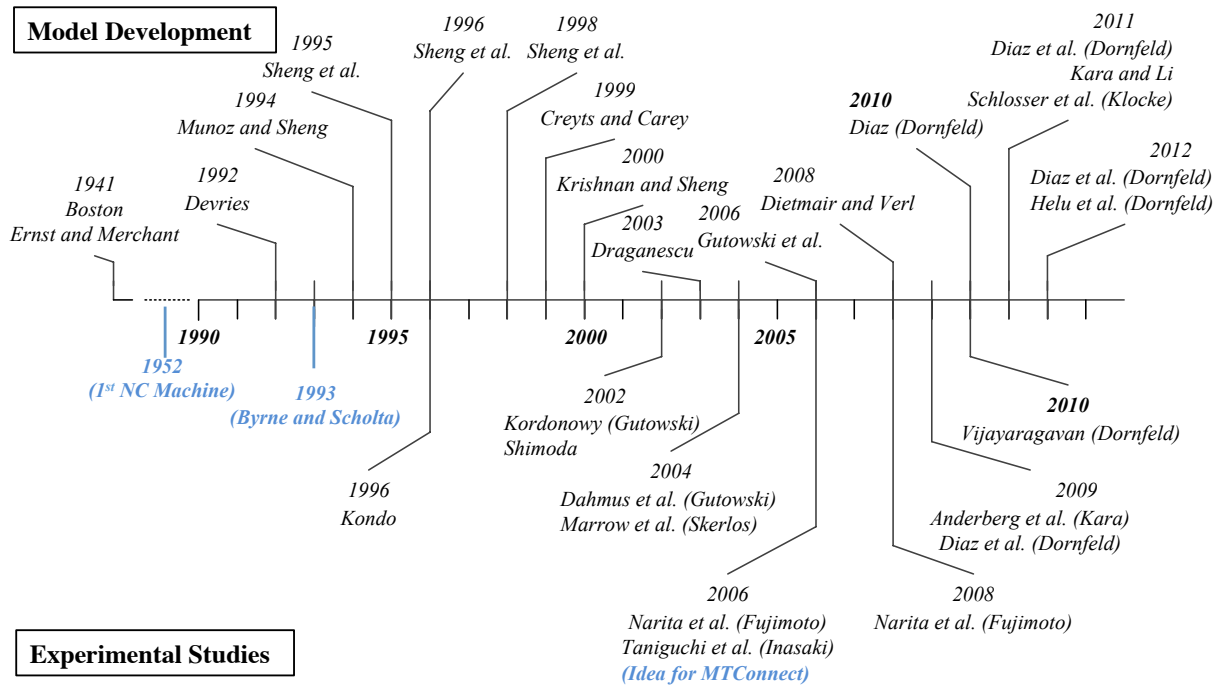 Model Development
1941
Boston
Ernst and Merchant
1992
Devries
1994
Munoz and Sheng
1995
Sheng et al.
1996
Sheng et al.
1998
Sheng et al.
1999
Creyts and Carey
2000
Krishnan and Sheng
2003
Draganescu
2006
Gutowski et al.
2008
Dietmair and Verl
2010
Diaz (Dornfeld)
2011
Diaz et al. (Dornfeld)
Kara and Li
Schlosser et al. (Klocke)
2012
Diaz et al. (Dornfeld)
Helu et al. (Dornfeld)
1990
1995
2000
2005
1952
(1st NC Machine)
1993
(Byrne and Scholta)
1996
Kondo
2002
Kordonowy (Gutowski)
Shimoda
2004
Dahmus et al. (Gutowski)
Marrow et al. (Skerlos)
2006
Narita et al. (Fujimoto)
Taniguchi et al. (Inasaki)
(Idea for MTConnect)
2008
Narita et al. (Fujimoto)
2009
Anderberg et al. (Kara)
Diaz et al. (Dornfeld)
2010
Vijayaragavan (Dornfeld)
Experimental Studies